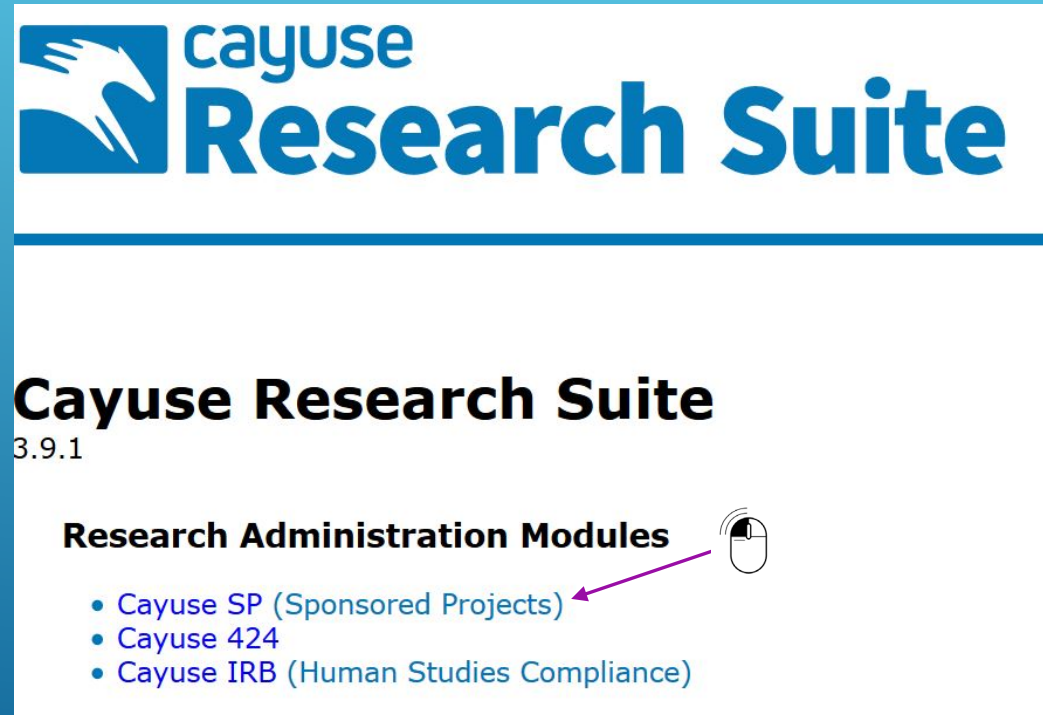 cayuse
Research Suite
Cayuse Research Suite
3.9.1
Research Administration Modules
• Cayuse SP (Sponsored Projects)
• Cayuse 424
• Cayuse IRB (Human Studies Compliance)